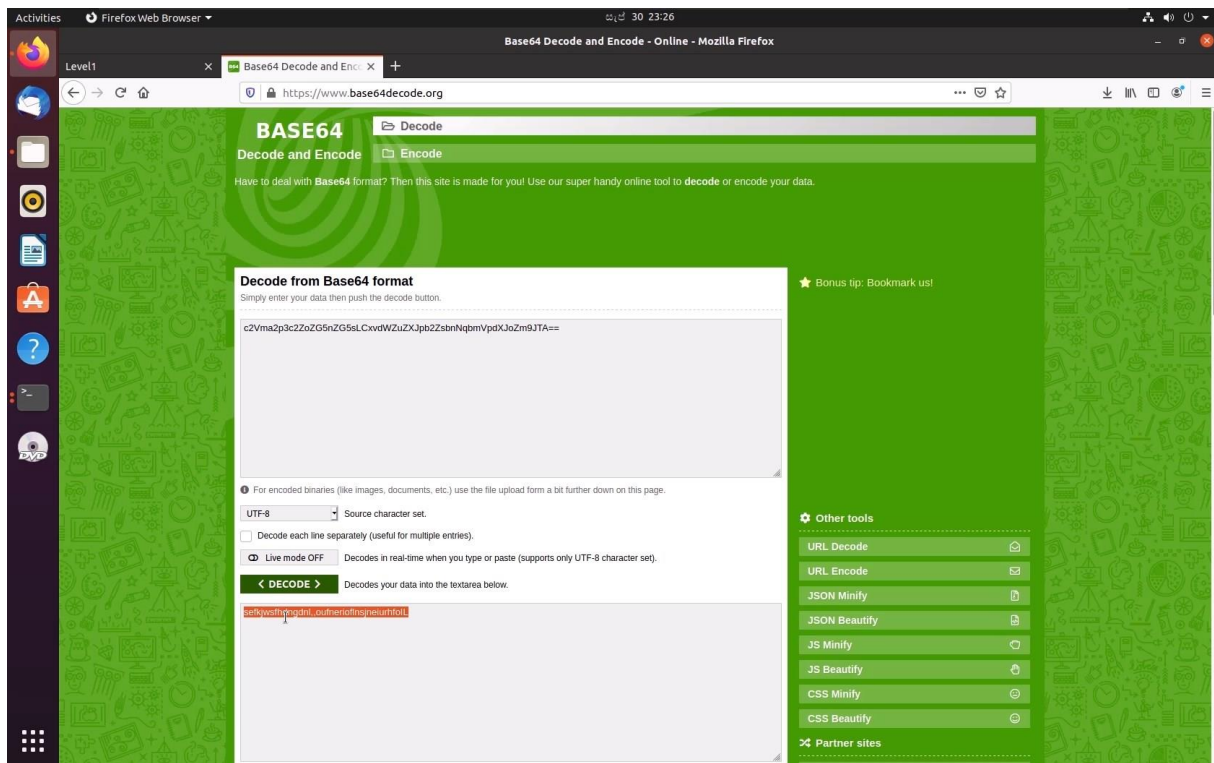 Activities
Firefox Web Browser
සැප් 30 23:26
Base64 Decode and Encode - Online - Mozilla Firefox
Level1
Base64 Decode and Enco
https://www.base64decode.org
BASE64
Decode and Encode
Decode
Encode
Have to deal with Base64 format? Then this site is made for you! Use our super handy online tool to decode or encode your data.
Decode from Base64 format
Simply enter your data then push the decode button.
Bonus tip: Bookmark us!
c2Vma2p3c2ZoZG5nZG5sLCxvdWZuZXJpb2ZsbnNqbmVpdXJoZm9JTA==
For encoded binaries (like images, documents, etc.) use the file upload form a bit further down on this page.
UTF-8
Source character set.
Decode each line separately (useful for multiple entries).
Live mode OFF
Decodes in real-time when you type or paste (supports only UTF-8 character set).
< DECODE >
Decodes your data into the textarea below.
sefkjwsfhdngdnl,,oufnerioflnsjneiurhfoIL
Other tools
URL Decode
URL Encode
JSON Minify
JSON Beautify
JS Minify
JS Beautify
CSS Minify
CSS Beautify
Partner sites